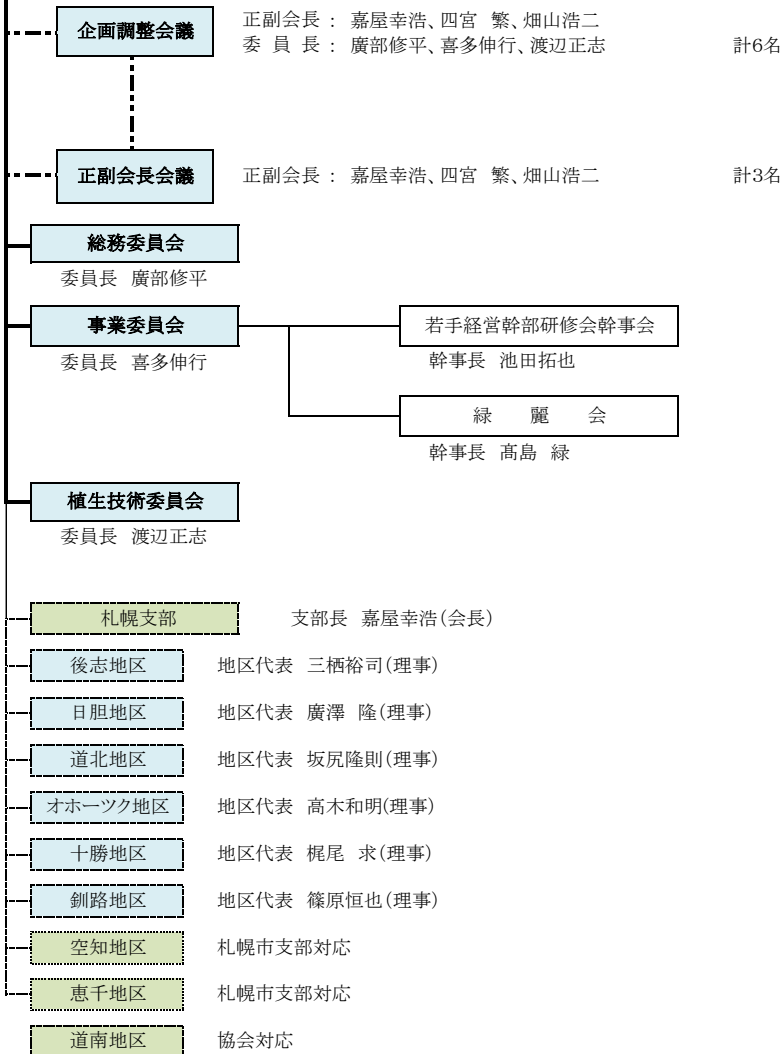 企画調整会議 正副会長 : 嘉屋幸浩、四宮 繁、畑山浩二
委 員 長 : 廣部修平、喜多伸行、渡辺正志 計6名
正副会長会議 正副会長 : 嘉屋幸浩、四宮 繁、畑山浩二 計3名
総務委員会
委員長 廣部修平
事業委員会 若手経営幹部研修会幹事会
委員長 喜多伸行 幹事長 池田拓也
緑 麗 会
幹事長 髙島 緑
植生技術委員会
委員長 渡辺正志
札幌支部 支部長 嘉屋幸浩(会長)
後志地区 地区代表 三栖裕司(理事)
日胆地区 地区代表 廣澤 隆(理事)
道北地区 地区代表 坂尻隆則(理事)
オホーツク地区 地区代表 高木和明(理事)
十勝地区 地区代表 梶尾 求(理事)
釧路地区 地区代表 篠原恒也(理事)
空知地区 札幌市支部対応
恵千地区 札幌市支部対応
道南地区 協会対応